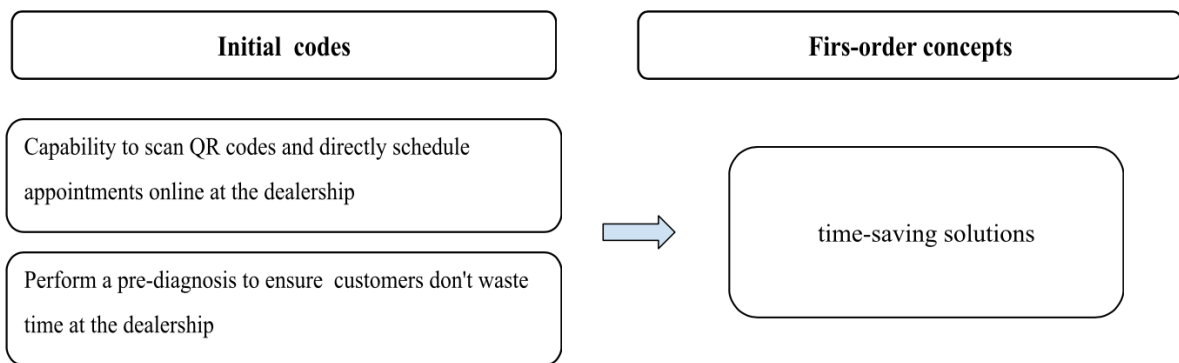 Initial codes
Firs-order concepts
Capability to scan QR codes and directly schedule
appointments online at the dealership
time-saving solutions
Perform a pre-diagnosis to ensure customers don't waste
time at the dealership